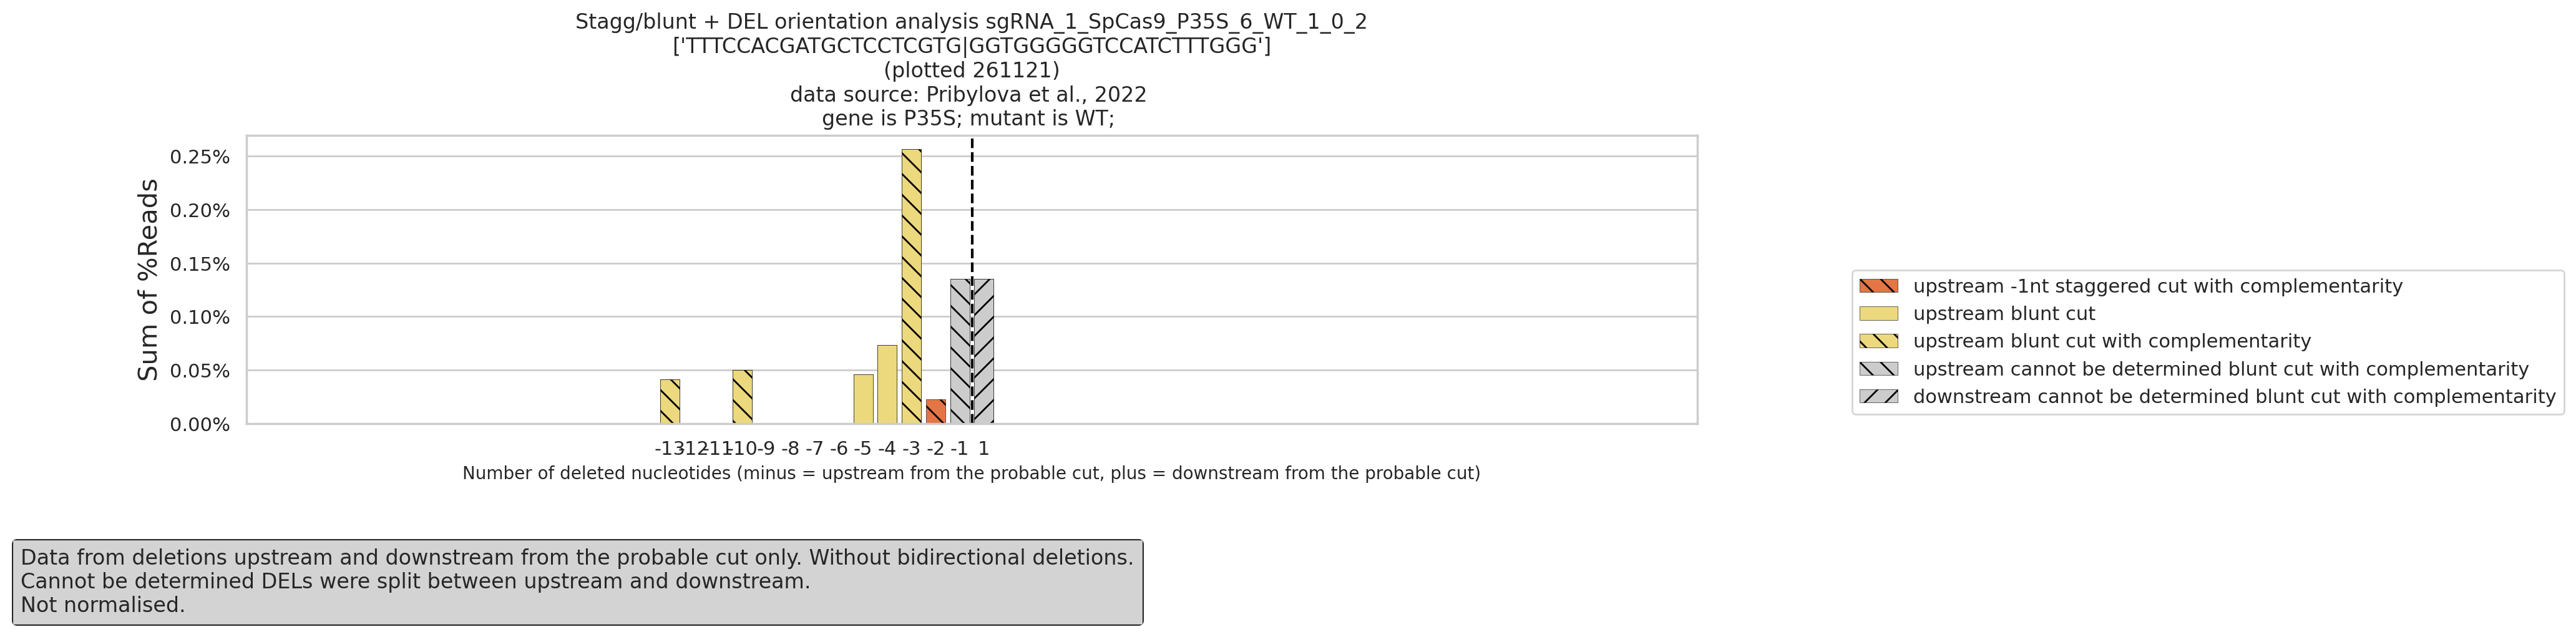 Stagg/blunt + DEL orientation analysis sgRNA_1_SpCas9_P35S_6_WT_1_0_2
['TTTCCACGATGCTCCTCGTG|GGTGGGGGTCCATCTTTGGG']
(plotted 261121)
data source: Pribylova et al., 2022
gene is P35S; mutant is WT;
Sum of %Reads
0.25%
0.20%
0.15%
0.10%
0.05%
0.00%
-13 -12 -11 -10 -9 -8 -7 -6 -5 -4 -3 -2 -1 1
Number of deleted nucleotides (minus = upstream from the probable cut, plus = downstream from the probable cut)
upstream -1nt staggered cut with complementarity
upstream blunt cut
upstream blunt cut with complementarity
upstream cannot be determined blunt cut with complementarity
downstream cannot be determined blunt cut with complementarity
Data from deletions upstream and downstream from the probable cut only. Without bidirectional deletions.
Cannot be determined DELs were split between upstream and downstream.
Not normalised.